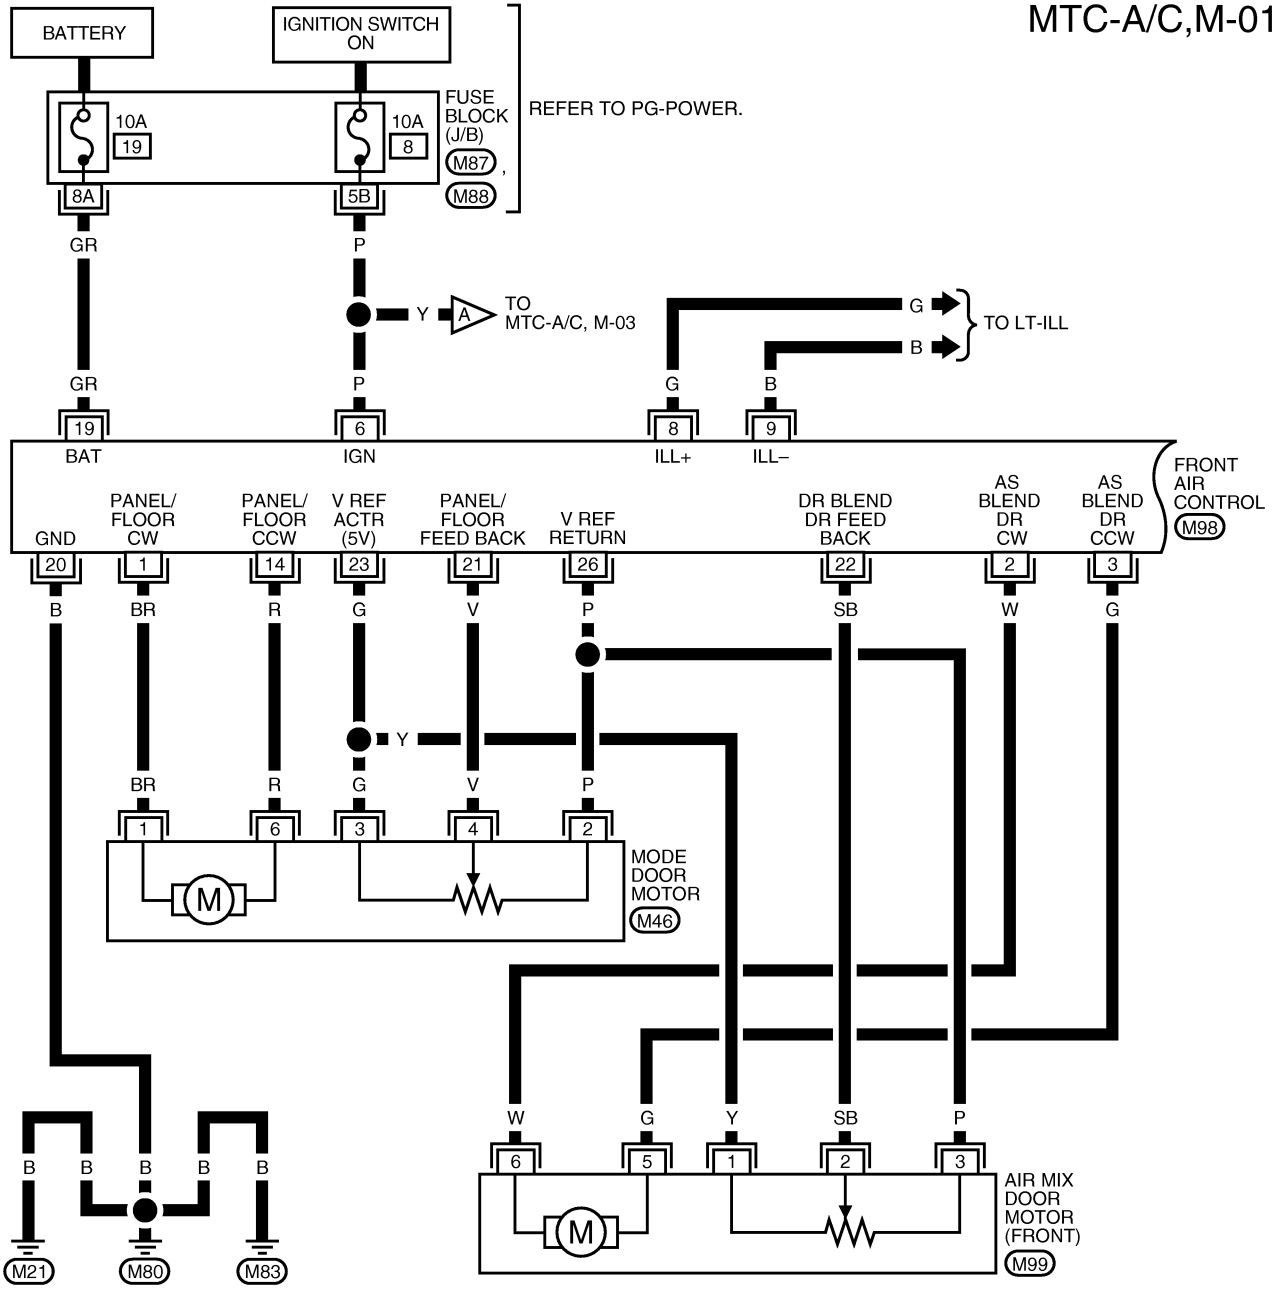 MTC-A/C,M-01
BATTERY
IGNITION SWITCH
ON
10A
19
10A
8
FUSE
BLOCK
(J/B)
M87 ,
M88
REFER TO PG-POWER.
8A
5B
GR
P
Y
A
TO
MTC-A/C, M-03
G
B
TO LT-ILL
GR
P
G
B
19
6
8
9
BAT
IGN
ILL+
ILL–
FRONT
AIR
CONTROL
M98
GND
PANEL/
FLOOR
CW
PANEL/
FLOOR
CCW
V REF
ACTR
(5V)
PANEL/
FLOOR
FEED BACK
V REF
RETURN
DR BLEND
DR FEED
BACK
AS
BLEND
DR
CW
AS
BLEND
DR
CCW
20
1
14
23
21
26
22
2
3
B
BR
R
G
V
P
SB
W
G
Y
BR
R
G
V
P
1
6
3
4
2
M
MODE
DOOR
MOTOR
M46
W
G
Y
SB
P
6
5
1
2
3
M
AIR MIX
DOOR
MOTOR
(FRONT)
M99
B
B
B
B
B
M21
M80
M83